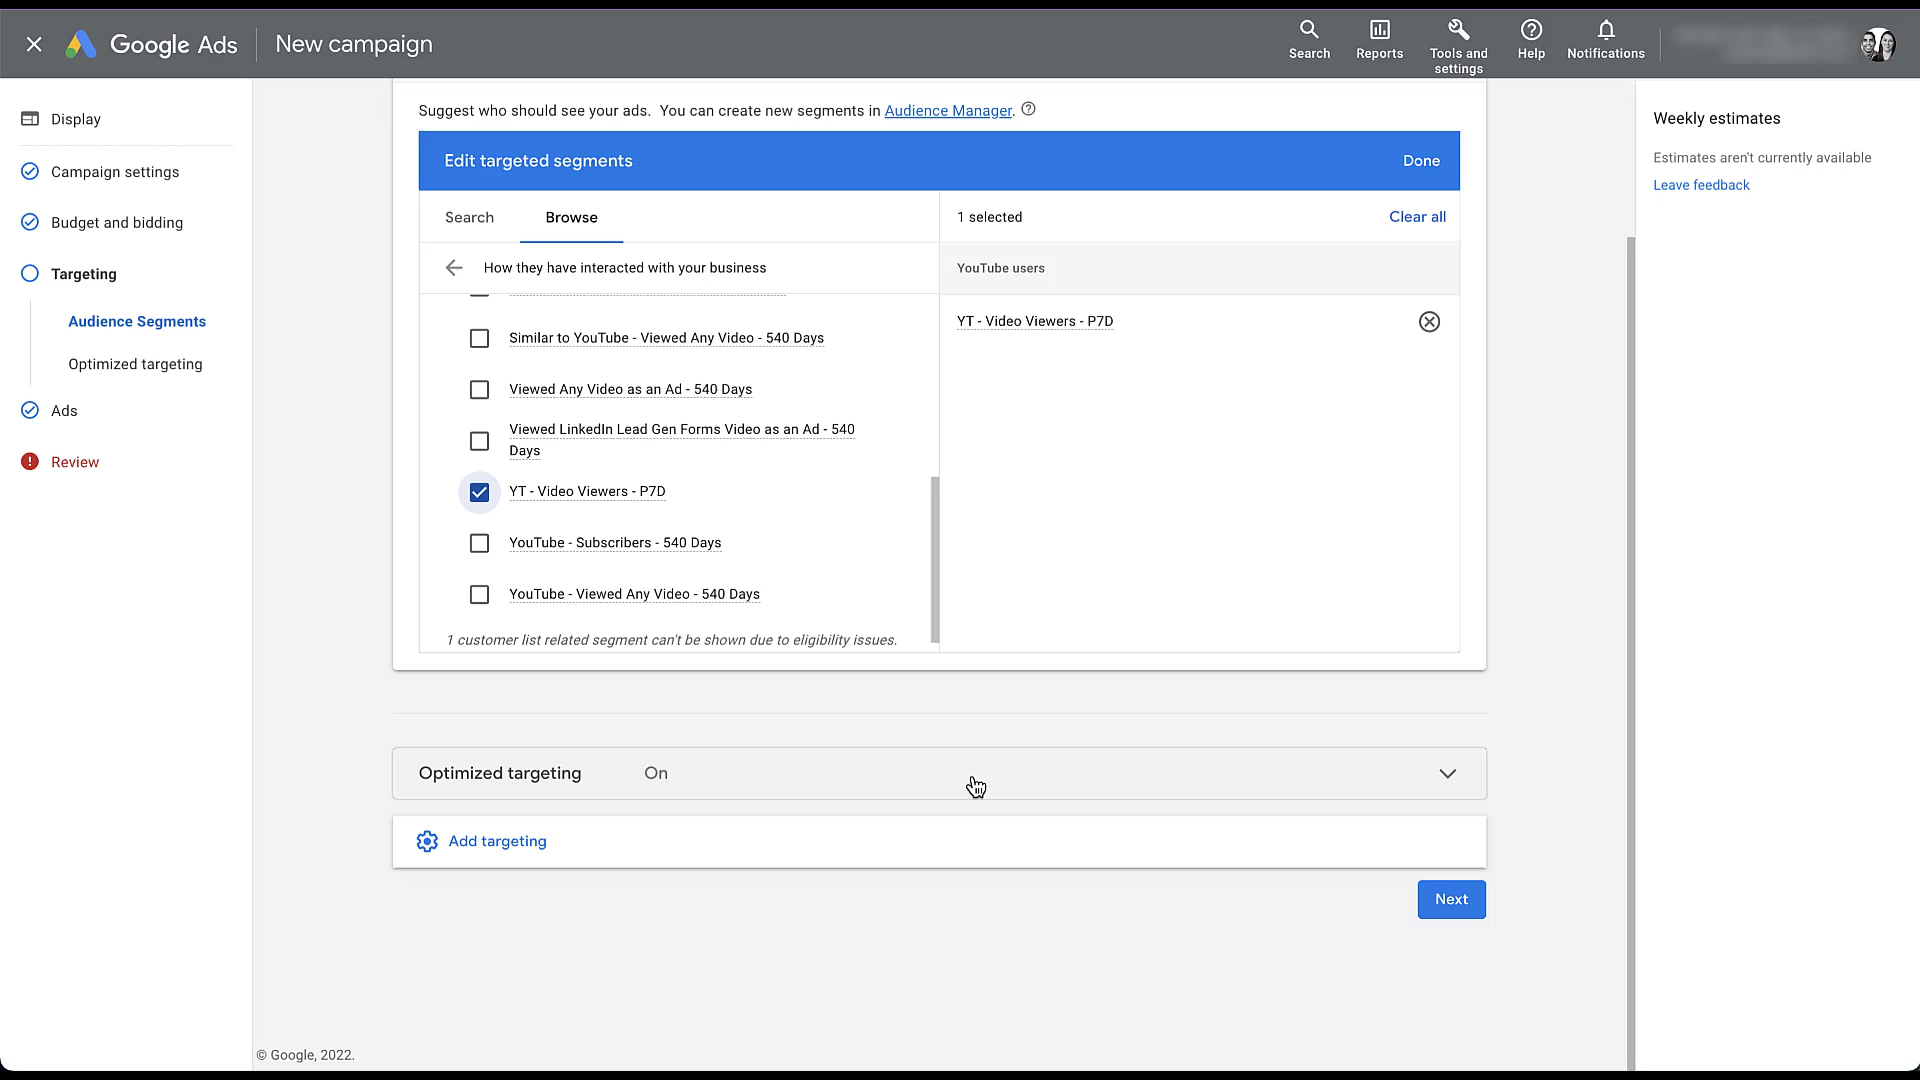 Google Ads
New campaign
Search
Reports
Tools and
settings
Help
Notifications
Display
Campaign settings
Budget and bidding
Targeting
Audience Segments
Optimized targeting
Ads
Review
Suggest who should see your ads. You can create new segments in Audience Manager.
Edit targeted segments
Done
Search
Browse
1 selected
Clear all
How they have interacted with your business
YouTube users
YT - Video Viewers - P7D
Similar to YouTube - Viewed Any Video - 540 Days
Viewed Any Video as an Ad - 540 Days
Viewed LinkedIn Lead Gen Forms Video as an Ad - 540
Days
YT - Video Viewers - P7D
YouTube - Subscribers - 540 Days
YouTube - Viewed Any Video - 540 Days
1 customer list related segment can't be shown due to eligibility issues.
Optimized targeting
On
Add targeting
Next
Weekly estimates
Estimates aren't currently available
Leave feedback
© Google, 2022.